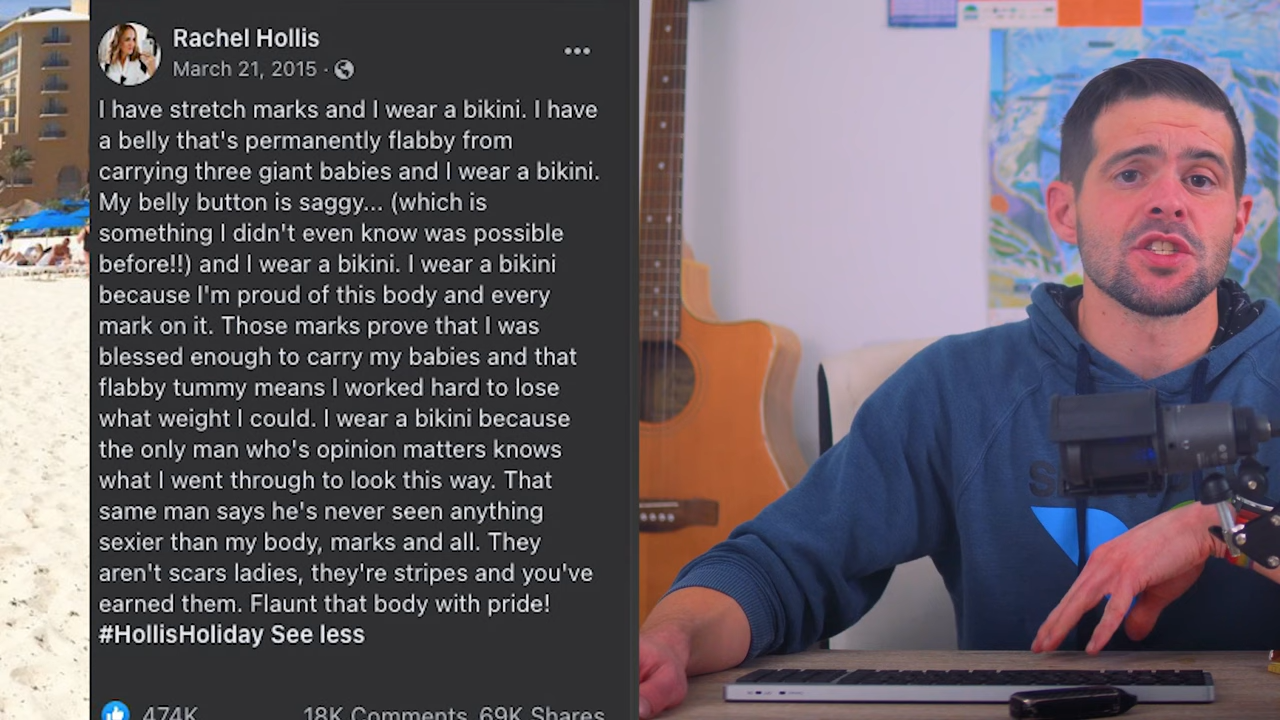 Rachel Hollis
March 21, 2015 ·
I have stretch marks and I wear a bikini. I have
a belly that's permanently flabby from
carrying three giant babies and I wear a bikini.
My belly button is saggy... (which is
something I didn't even know was possible
before!!) and I wear a bikini. I wear a bikini
because I'm proud of this body and every
mark on it. Those marks prove that I was
blessed enough to carry my babies and that
flabby tummy means I worked hard to lose
what weight I could. I wear a bikini because
the only man who's opinion matters knows
what I went through to look this way. That
same man says he's never seen anything
sexier than my body, marks and all. They
aren't scars ladies, they're stripes and you've
earned them. Flaunt that body with pride!
#HollisHoliday See less
474K 18K Comments 69K Shares